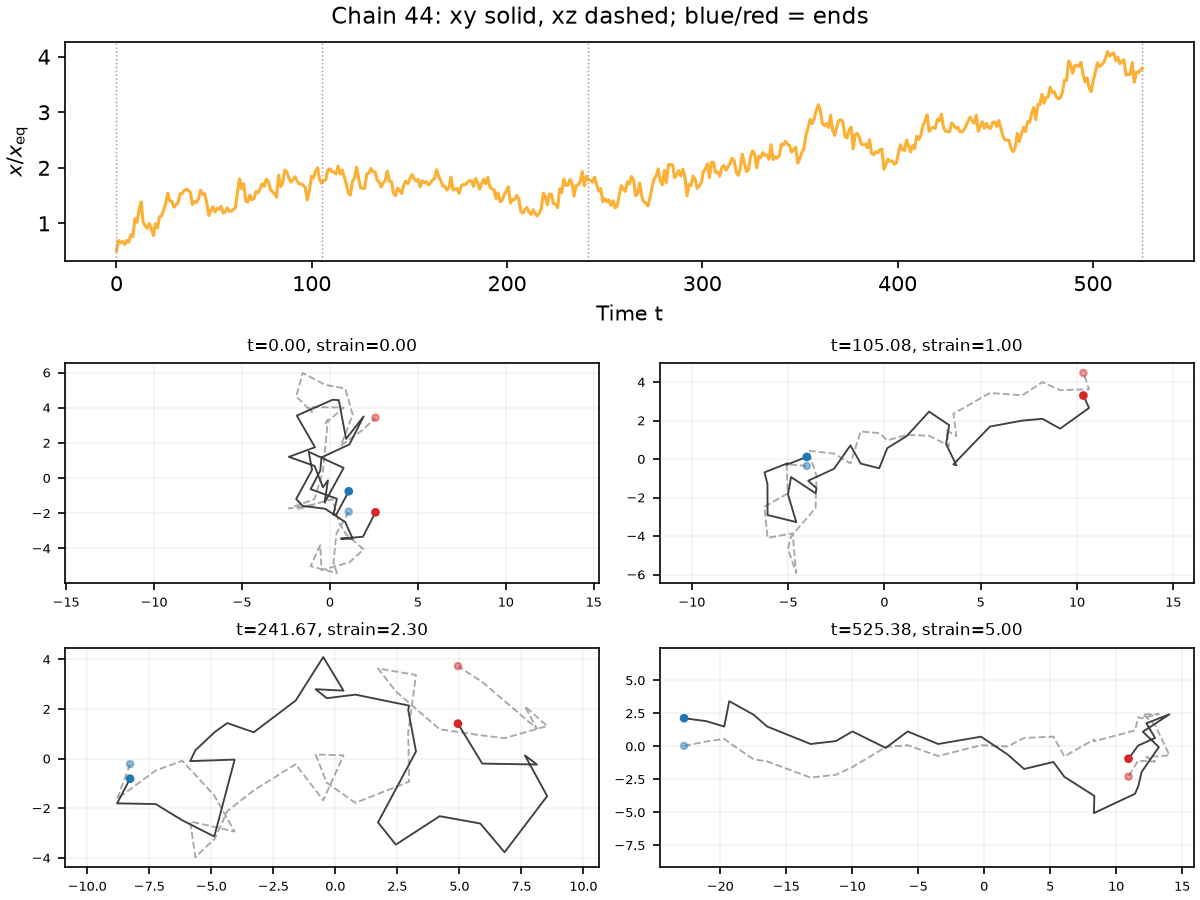 Chain 44: xy solid, xz dashed; blue/red = ends
4
3
2
1
x/x_eq
0 100 200 300 400 500
Time t
t=0.00, strain=0.00
6
4
2
0
−2
−4
−15 −10 −5 0 5 10 15
t=105.08, strain=1.00
4
2
0
−2
−4
−6
−10 −5 0 5 10 15
t=241.67, strain=2.30
4
2
0
−2
−4
−10.0 −7.5 −5.0 −2.5 0.0 2.5 5.0 7.5 10.0
t=525.38, strain=5.00
5.0
2.5
0.0
−2.5
−5.0
−7.5
−20 −15 −10 −5 0 5 10 15